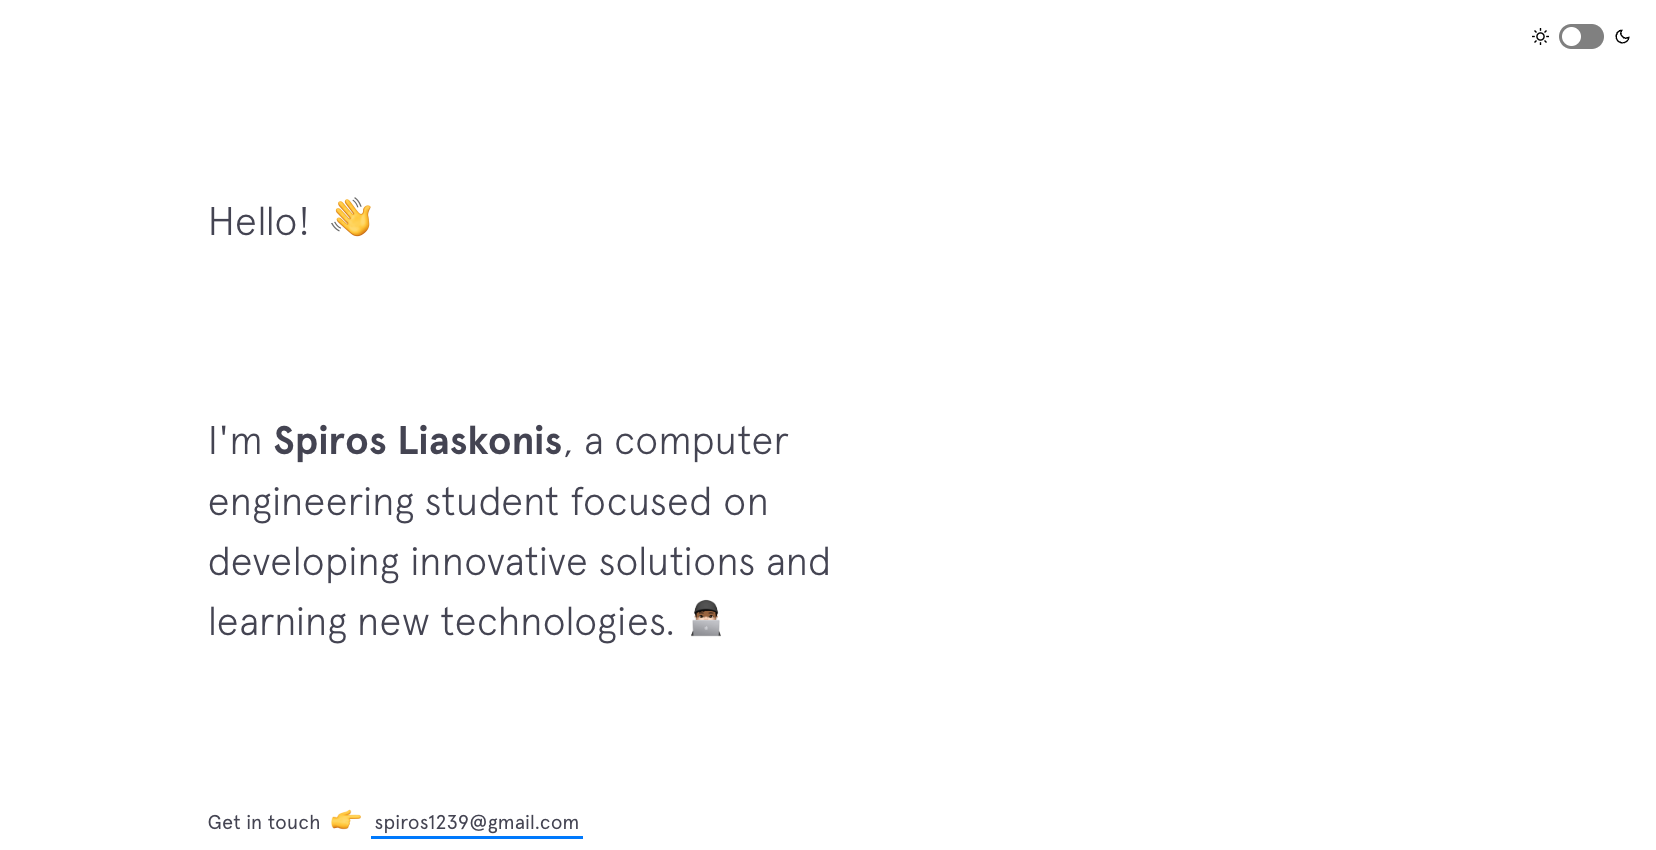 Hello! 👋
I'm Spiros Liaskonis, a computer
engineering student focused on
developing innovative solutions and
learning new technologies. 👨🏾‍💻
Get in touch 👉 spiros1239@gmail.com